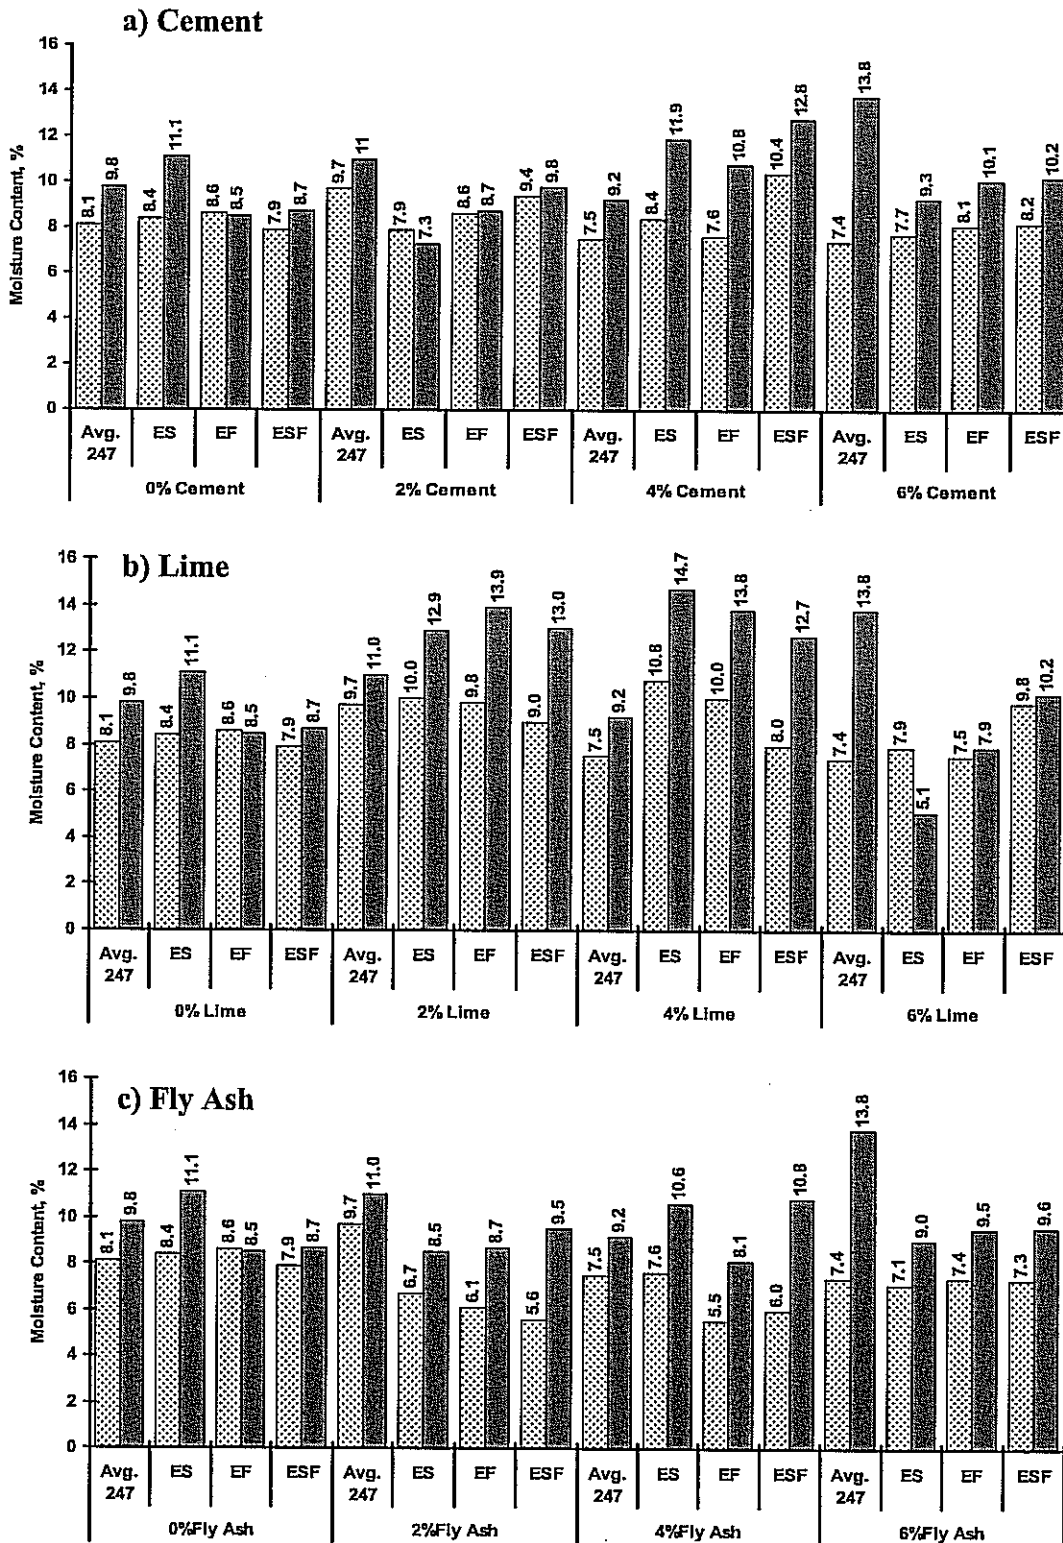 a) Cement
Moisture Content, %
16
14
12
10
8
6
4
2
0
8.1 9.8 8.4 11.1 8.6 8.5 7.9 8.7 9.7 11 7.9 7.3 8.6 8.7 9.4 9.8 7.5 9.2 8.4 11.9 7.6 10.8 10.4 12.8 7.4 13.8 7.7 9.3 8.1 10.1 8.2 10.2
Avg. ES EF ESF Avg. ES EF ESF Avg. ES EF ESF Avg. ES EF ESF
247 247 247 247
0% Cement 2% Cement 4% Cement 6% Cement
b) Lime
Moisture Content, %
16
14
12
10
8
6
4
2
0
8.1 9.8 8.4 11.1 8.6 8.5 7.9 8.7 9.7 11.0 10.0 12.9 9.8 13.9 9.0 13.0 7.5 9.2 10.8 14.7 10.0 13.8 8.0 12.7 7.4 13.8 7.9 5.1 7.5 7.9 9.8 10.2
Avg. ES EF ESF Avg. ES EF ESF Avg. ES EF ESF Avg. ES EF ESF
247 247 247 247
0% Lime 2% Lime 4% Lime 6% Lime
c) Fly Ash
Moisture Content, %
16
14
12
10
8
6
4
2
0
8.1 9.8 8.4 11.1 8.6 8.5 7.9 8.7 9.7 11.0 6.7 8.5 6.1 8.7 5.6 9.5 7.5 9.2 7.6 10.6 5.5 8.1 6.0 10.8 7.4 13.8 7.1 9.0 7.4 9.5 7.3 9.6
Avg. ES EF ESF Avg. ES EF ESF Avg. ES EF ESF Avg. ES EF ESF
247 247 247 247
0%Fly Ash 2%Fly Ash 4%Fly Ash 6%Fly Ash